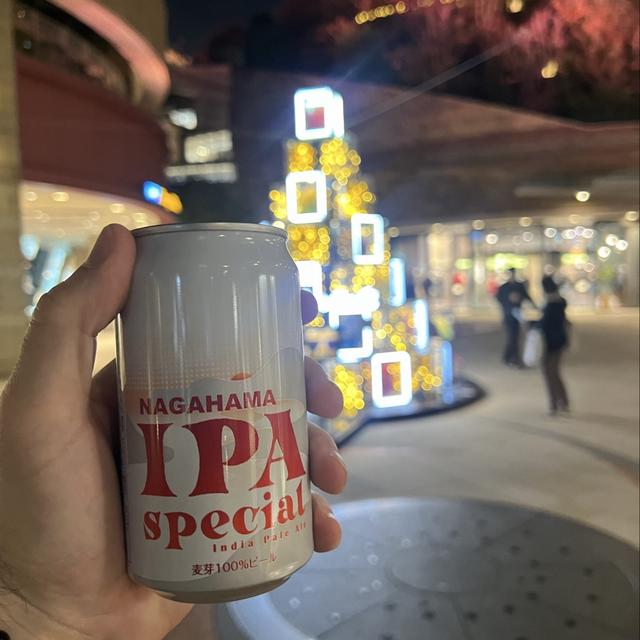 NAGAHAMA
IPA
special
India Pale Ale
麦芽100%ビール